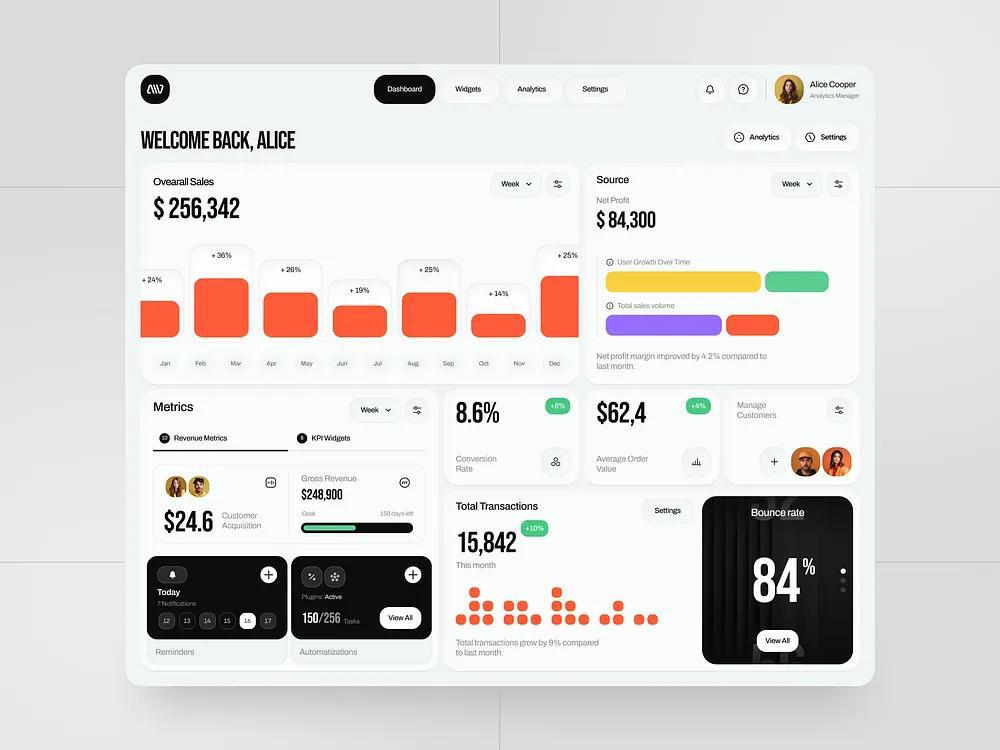 Dashboard
Widgets
Analytics
Settings
Alice Cooper
Analytics Manager
WELCOME BACK, ALICE
Analytics
Settings
Ovearall Sales
Week
$ 256,342
+ 24%
+ 36%
+ 26%
+ 19%
+ 25%
+ 14%
+ 25%
Jan Feb Mar Apr May Jun Jul Aug Sep Oct Nov Dec
Source
Week
Net Profit
$ 84,300
User Growth Over Time
Total sales volume
Net profit margin improved by 4.2% compared to
last month.
Metrics
Week
10 Revenue Metrics
8 KPI Widgets
$24.6
Customer
Acquisition
Gross Revenue
$248,900
Goal
150 days left
Today
7 Notifications
12 13 14 15 16 17
Reminders
Plugins: Active
150/256 Tasks
View All
Automatizations
8.6%
+8%
Conversion
Rate
$62,4
+4%
Average Order
Value
Manage
Customers
Total Transactions
Settings
15,842
+10%
This month
Total transactions grew by 9% compared
to last month.
Bounce rate
84%
View All